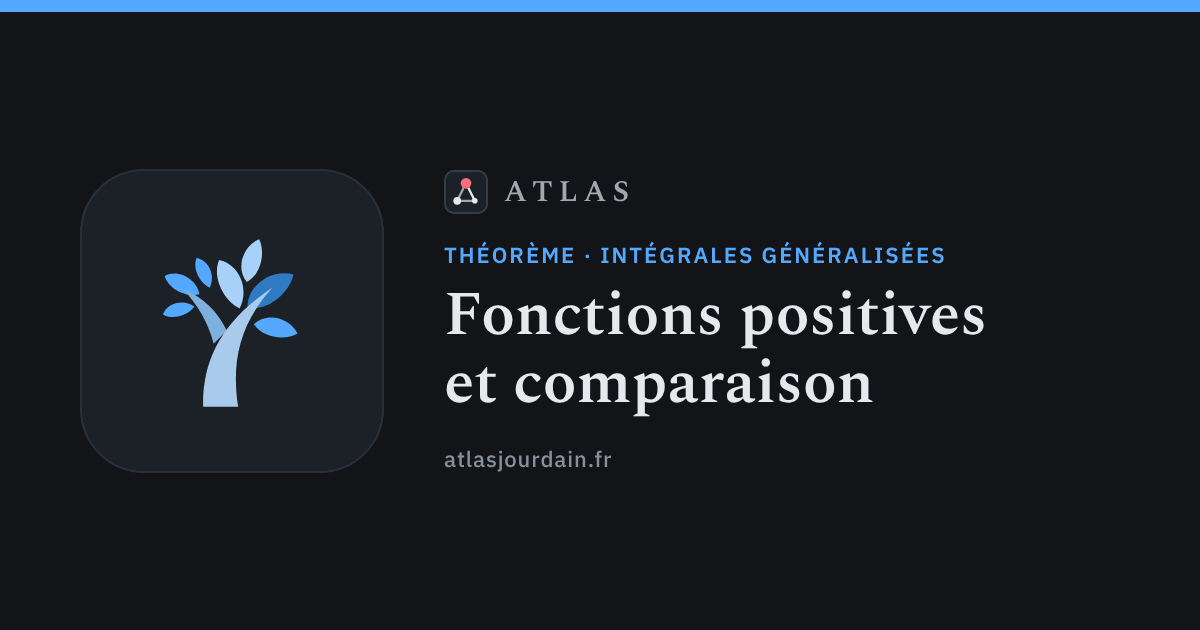 ATLAS
THÉORÈME · INTÉGRALES GÉNÉRALISÉES
Fonctions positives
et comparaison
atlasjourdain.fr